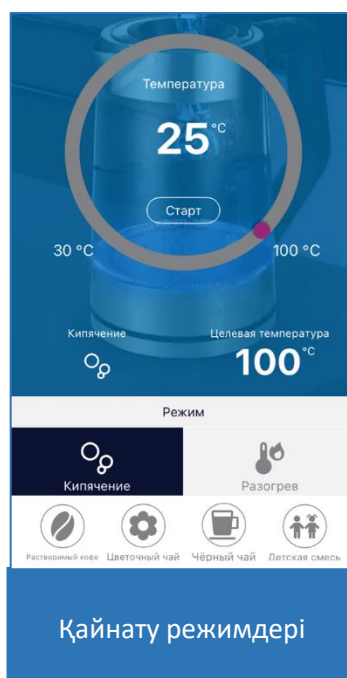 Температура
25 °C
Старт
30 °C
100 °C
Кипячение
Целевая температура
100 °C
Режим
Кипячение
Разогрев
Растворимый кофе
Цветочный чай
Чёрный чай
Детская смесь
Қайнату режимдері